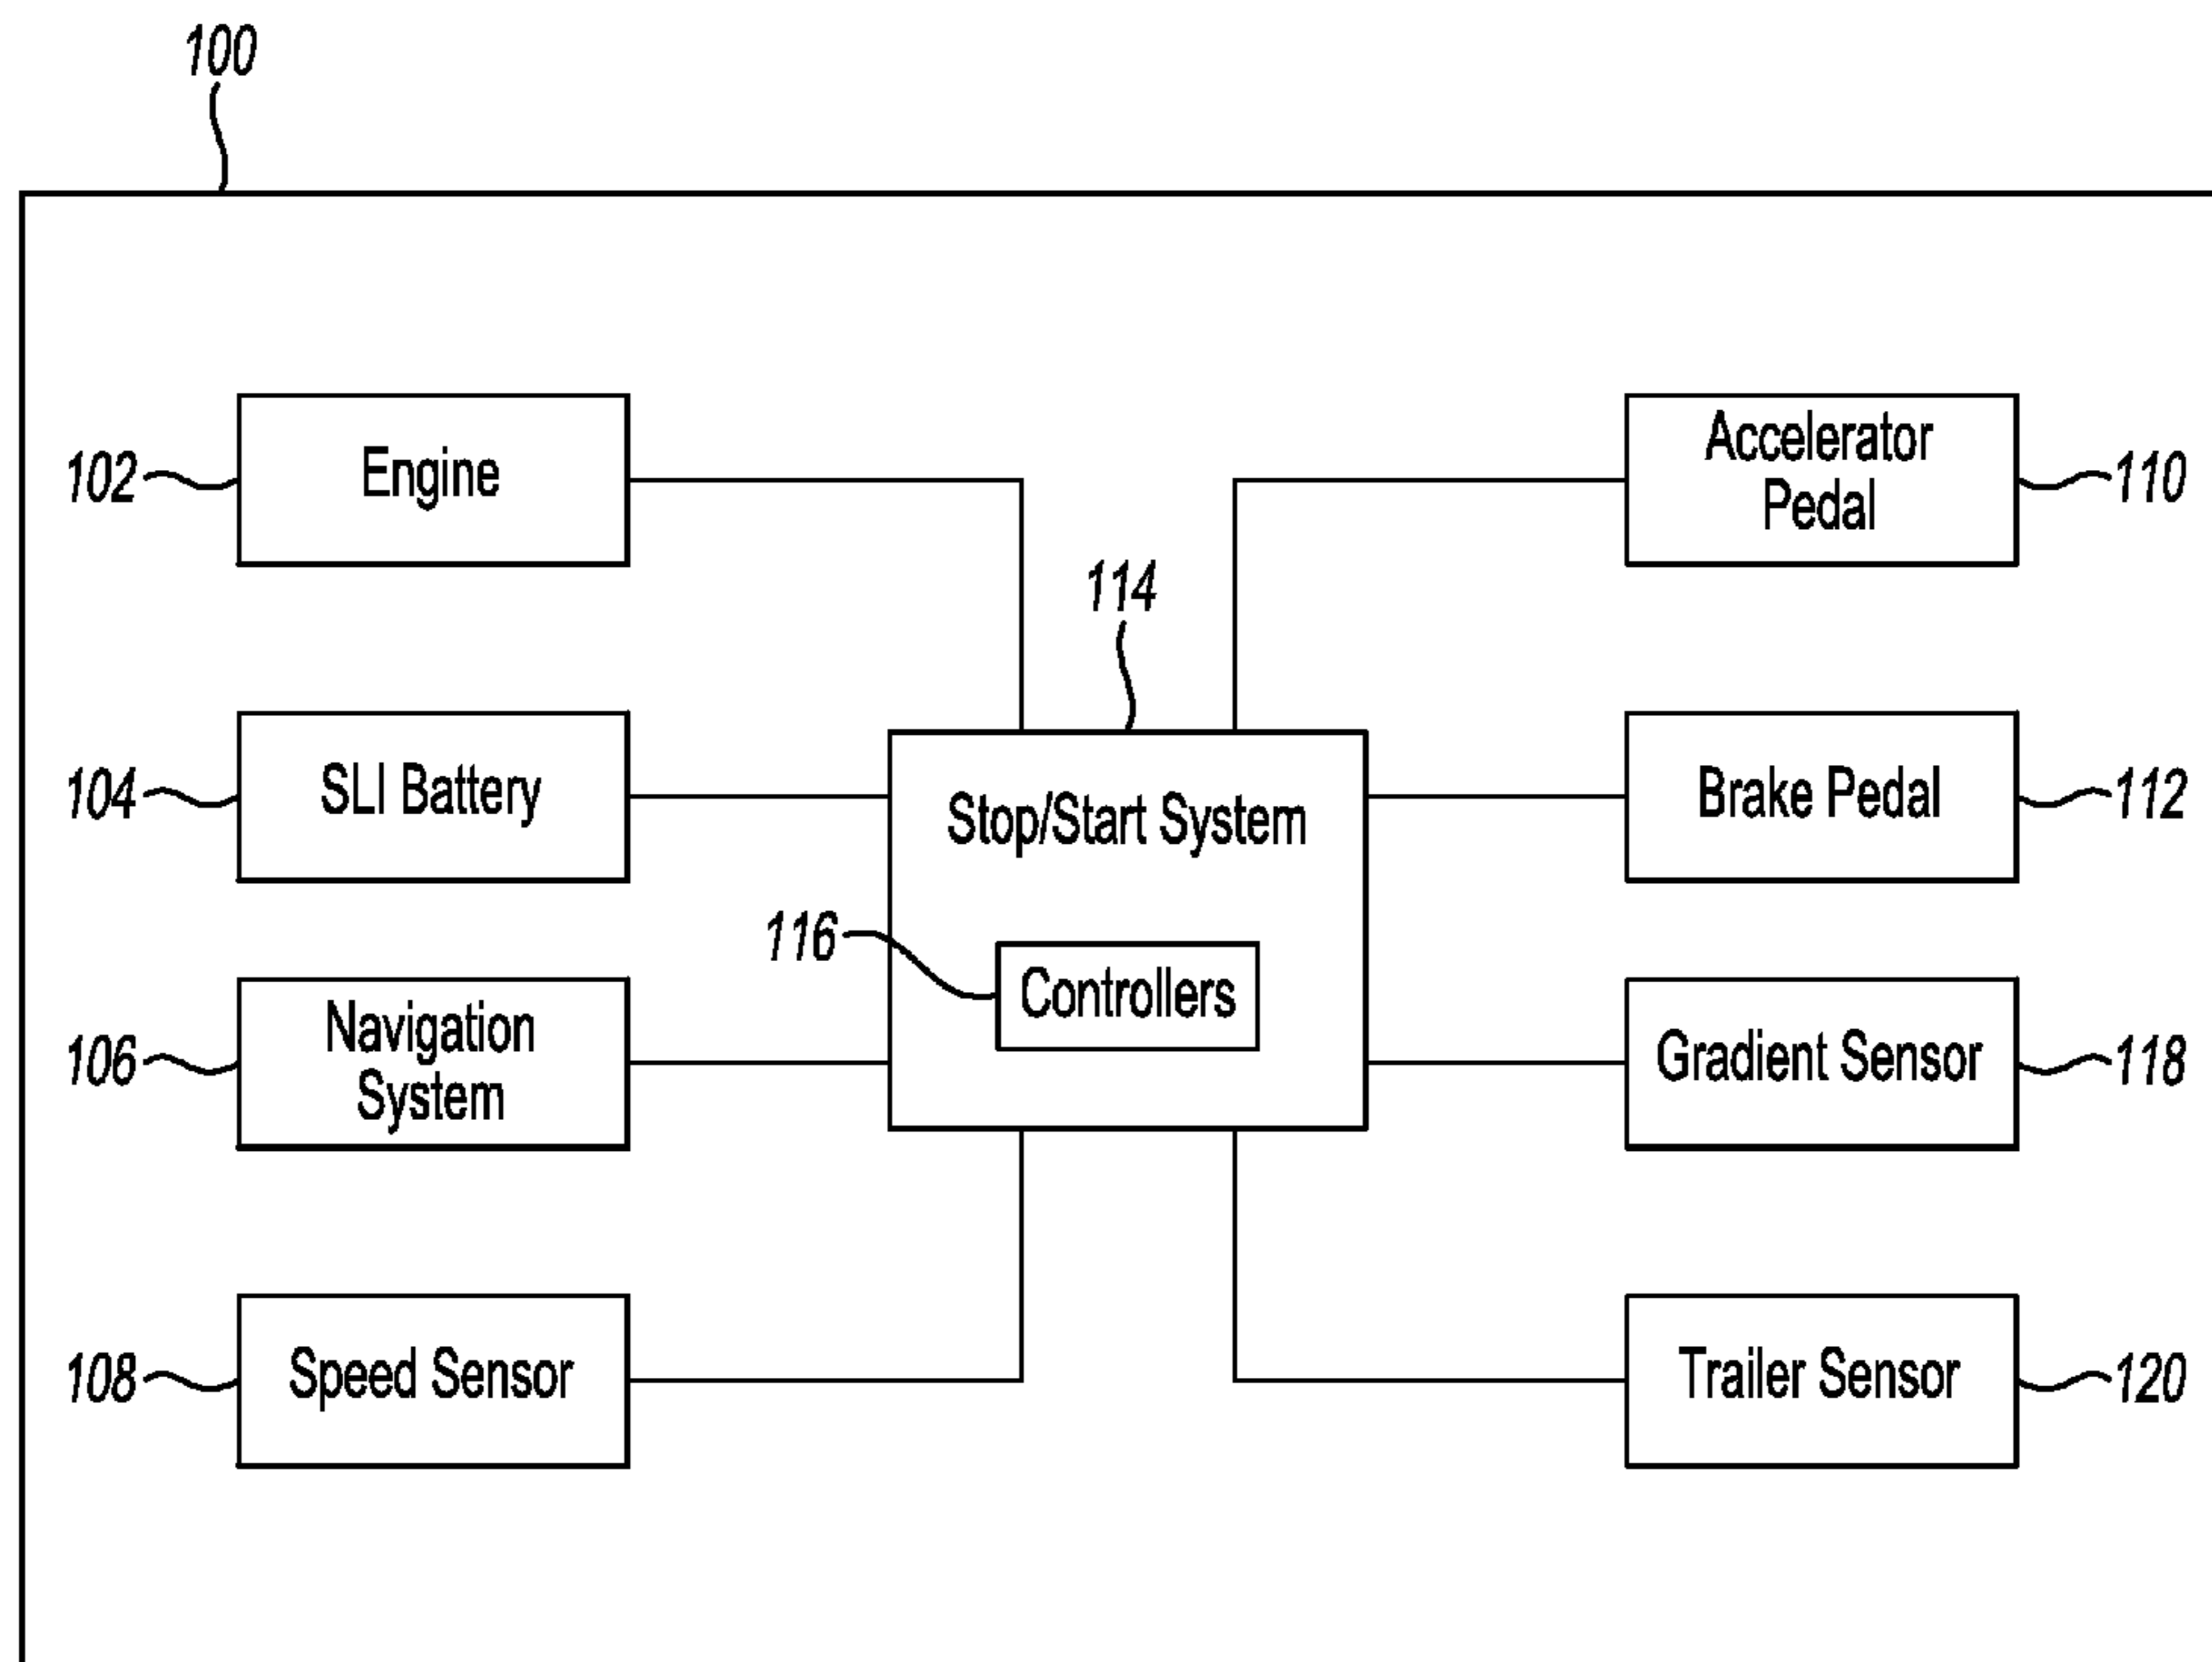 100
102
Engine
Accelerator
Pedal
110
114
104
SLI Battery
Stop/Start System
Brake Pedal
112
116
Controllers
106
Navigation
System
Gradient Sensor
118
108
Speed Sensor
Trailer Sensor
120